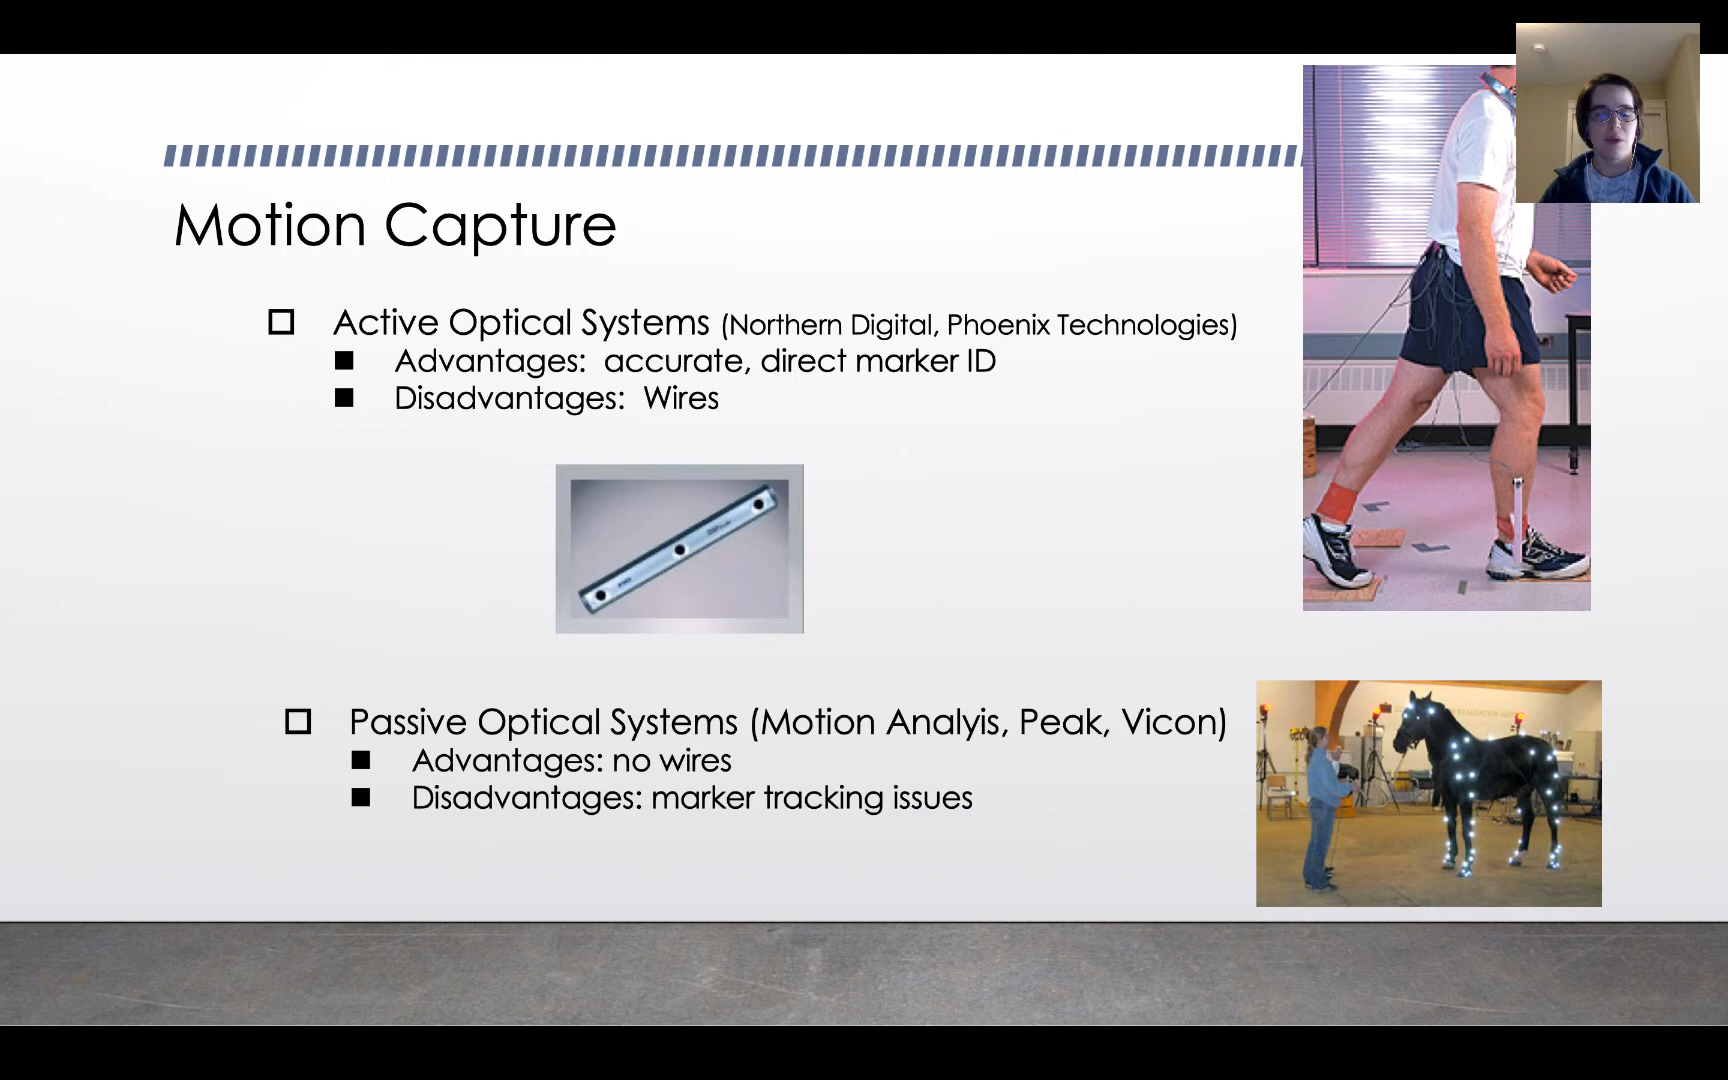 Motion Capture
Active Optical Systems (Northern Digital, Phoenix Technologies)
Advantages: accurate, direct marker ID
Disadvantages: Wires
Passive Optical Systems (Motion Analyis, Peak, Vicon)
Advantages: no wires
Disadvantages: marker tracking issues